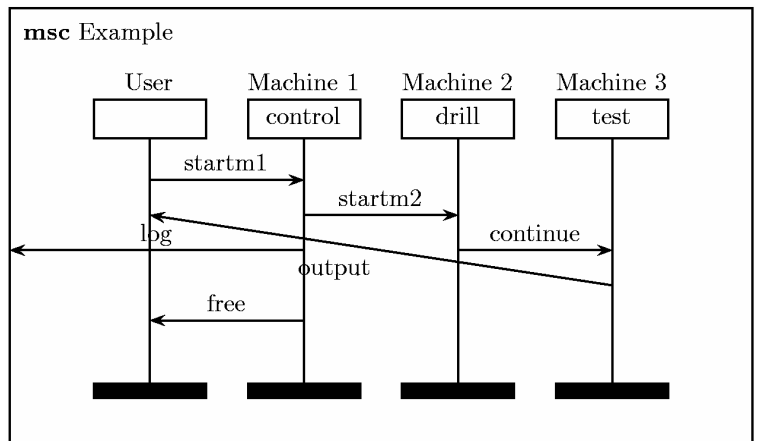 msc Example
User Machine 1 Machine 2 Machine 3
control drill test
startm1
startm2
log continue
output
free